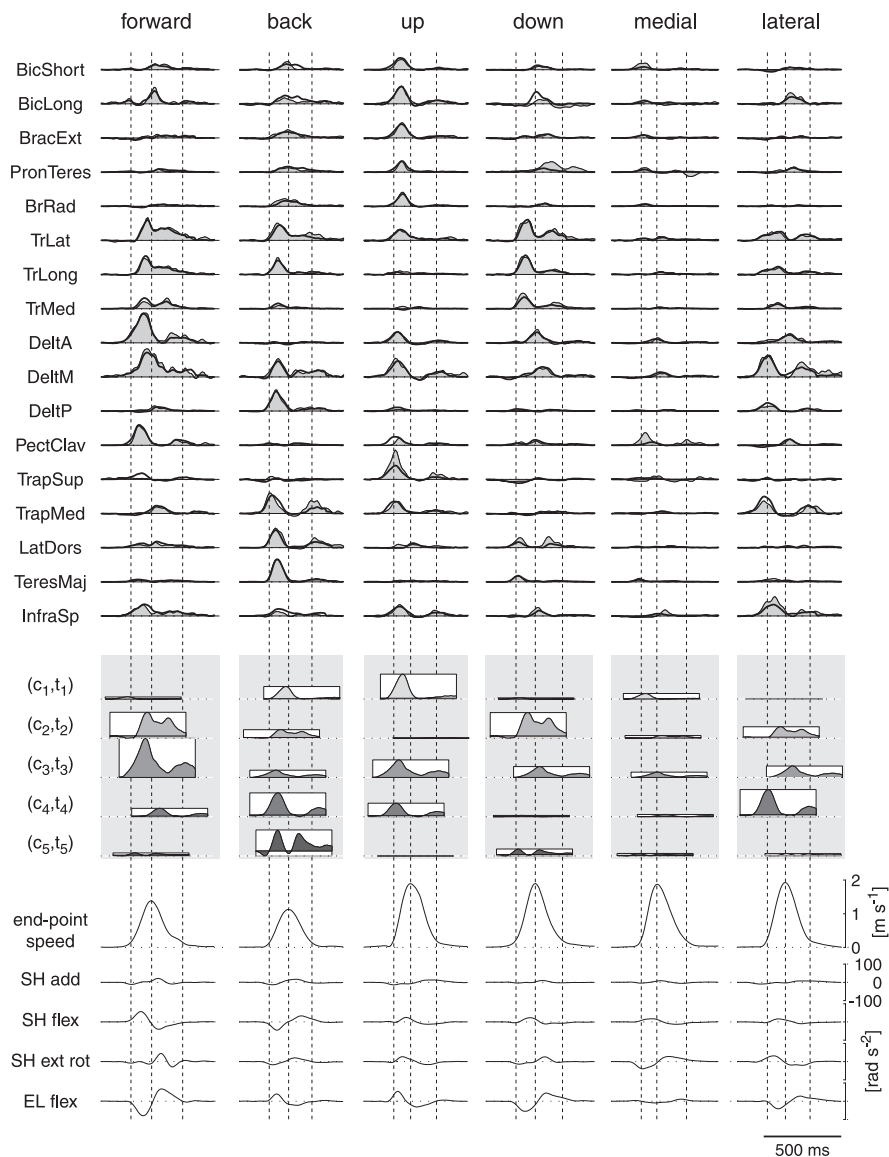 forward back up down medial lateral
BicShort
BicLong
BracExt
PronTeres
BrRad
TrLat
TrLong
TrMed
DeltA
DeltM
DeltP
PectClav
TrapSup
TrapMed
LatDors
TeresMaj
InfraSp
(c₁,t₁)
(c₂,t₂)
(c₃,t₃)
(c₄,t₄)
(c₅,t₅)
end-point
speed
2
1
0
[m s⁻¹]
SH add
100
0
-100
SH flex
SH ext rot
[rad s⁻²]
EL flex
500 ms